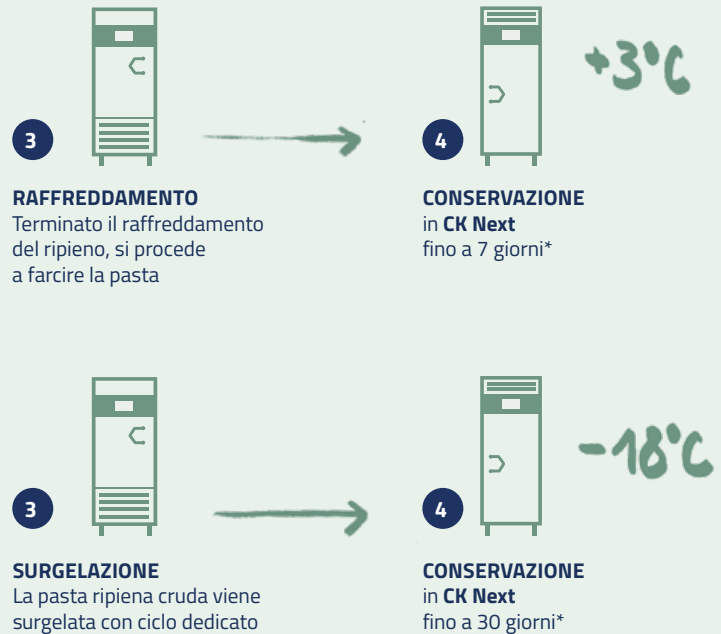 +3°C
3
4
RAFFREDDAMENTO
Terminato il raffreddamento
del ripieno, si procede
a farcire la pasta
CONSERVAZIONE
in CK Next
fino a 7 giorni*
-18°C
3
4
SURGELAZIONE
La pasta ripiena cruda viene
surgelata con ciclo dedicato
CONSERVAZIONE
in CK Next
fino a 30 giorni*